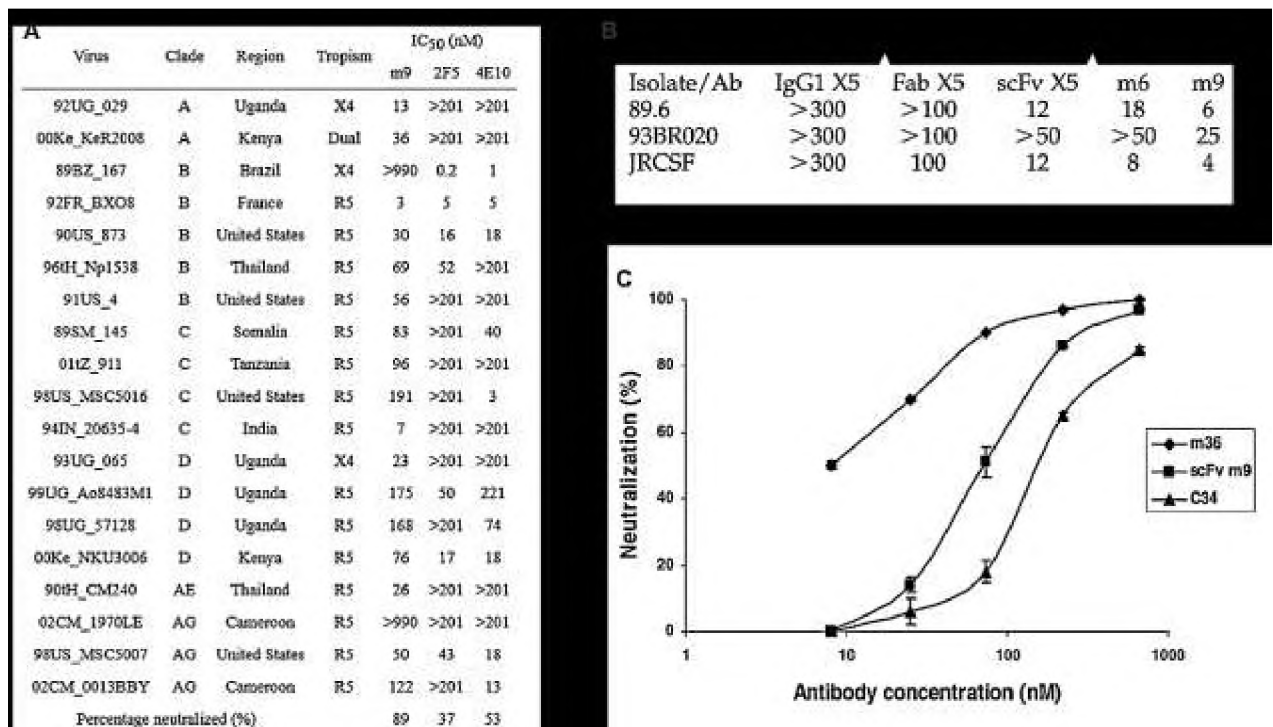 A
IC50 (nM)
Virus Clade Region Tropism
m9 2F5 4E10
92UG_029 A Uganda X4 13 >201 >201
00Ke_KeR2008 A Kenya Dual 36 >201 >201
89BZ_167 B Brazil X4 >990 0.2 1
92FR_BXO8 B France R5 3 5 5
90US_873 B United States R5 30 16 18
96tH_Np1538 B Thailand R5 69 52 >201
91US_4 B United States R5 56 >201 >201
89SM_145 C Somalia R5 83 >201 40
01tZ_911 C Tanzania R5 96 >201 >201
98US_MSC5016 C United States R5 191 >201 3
94IN_20635-4 C India R5 7 >201 >201
93UG_065 D Uganda X4 23 >201 >201
99UG_Ao8483M1 D Uganda R5 175 50 221
98UG_57128 D Uganda R5 168 >201 74
00Ke_NKU3006 D Kenya R5 76 17 18
90tH_CM240 AE Thailand R5 26 >201 >201
02CM_1970LE AG Cameroon R5 >990 >201 >201
98US_MSC5007 AG United States R5 50 43 18
02CM_0013BBY AG Cameroon R5 122 >201 13
Percentage neutralized (%) 89 37 53
B
Isolate/Ab IgG1 X5 Fab X5 scFv X5 m6 m9
89.6 >300 >100 12 18 6
93BR020 >300 >100 >50 >50 25
JRCSF >300 100 12 8 4
C
100
80
60
40
20
0
Neutralization (%)
1 10 100 1000
Antibody concentration (nM)
m36
scFv m9
C34